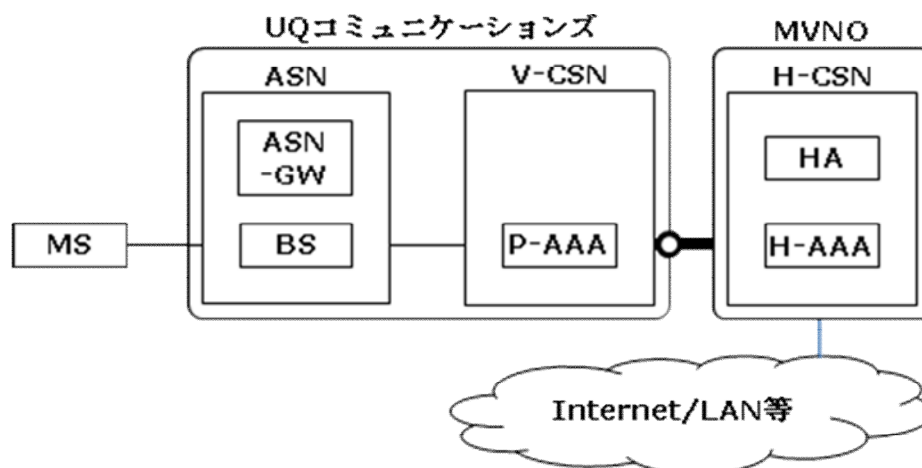 UQコミュニケーションズ
MVNO
ASN
V-CSN
H-CSN
ASN
-GW
HA
MS
BS
P-AAA
H-AAA
Internet/LAN等